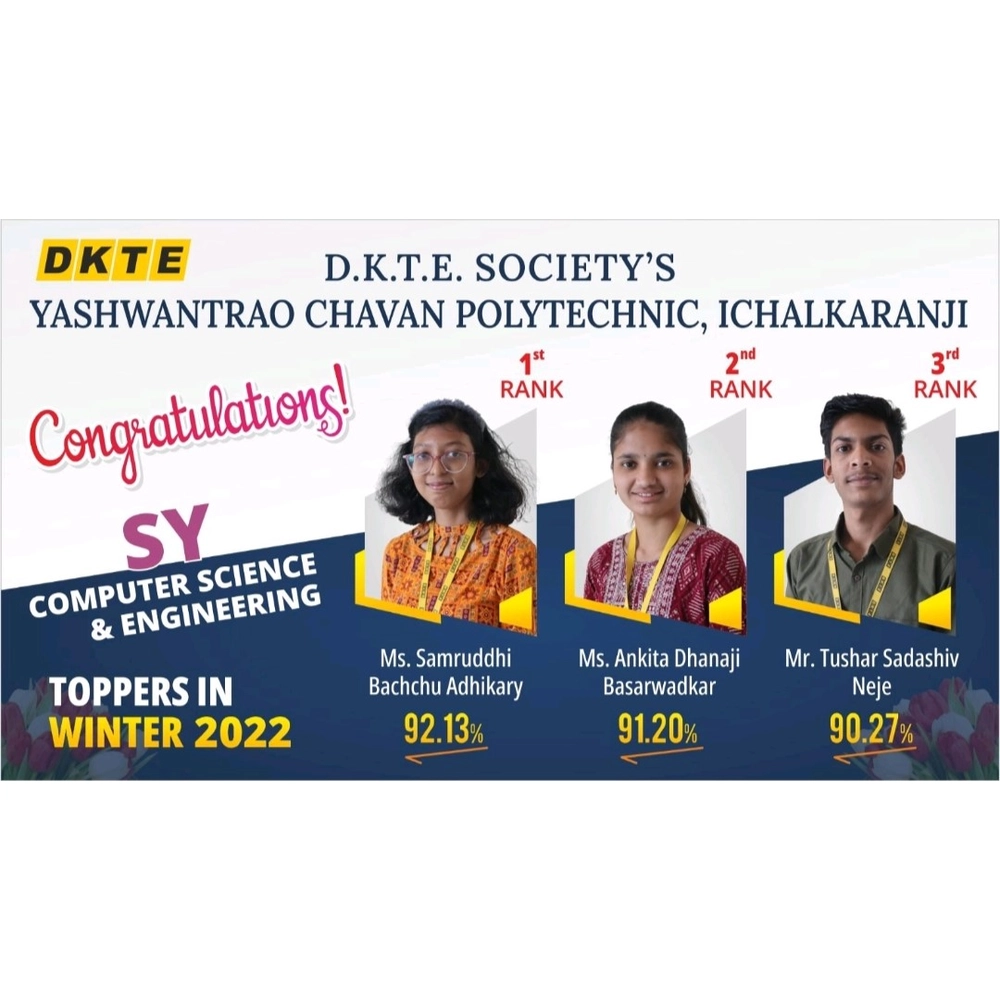 DKTE
D.K.T.E. SOCIETY'S
YASHWANTRAO CHAVAN POLYTECHNIC, ICHALKARANJI
Congratulations!
SY
COMPUTER SCIENCE
& ENGINEERING
TOPPERS IN
WINTER 2022
1st
RANK
Ms. Samruddhi
Bachchu Adhikary
92.13%
2nd
RANK
Ms. Ankita Dhanaji
Basarwadkar
91.20%
3rd
RANK
Mr. Tushar Sadashiv
Neje
90.27%